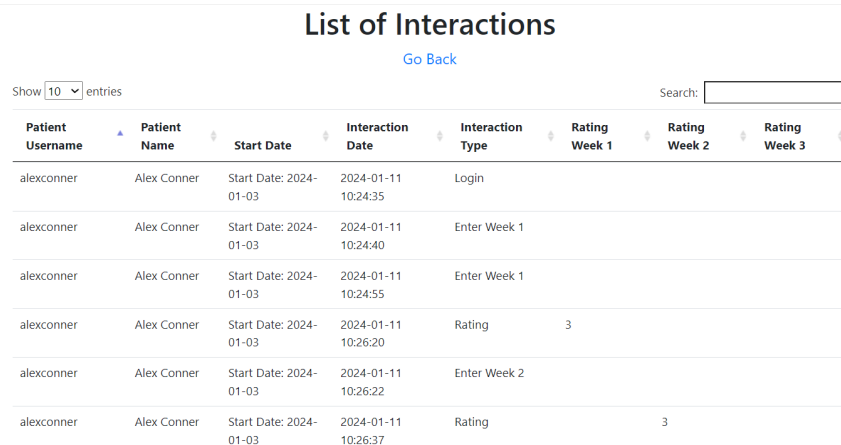 List of Interactions
Go Back
Show 10 entries
Search:
Patient Username Patient Name Start Date Interaction Date Interaction Type Rating Week 1 Rating Week 2 Rating Week 3
alexconner Alex Conner Start Date: 2024-01-03 2024-01-11 10:24:35 Login
alexconner Alex Conner Start Date: 2024-01-03 2024-01-11 10:24:40 Enter Week 1
alexconner Alex Conner Start Date: 2024-01-03 2024-01-11 10:24:55 Enter Week 1
alexconner Alex Conner Start Date: 2024-01-03 2024-01-11 10:26:20 Rating 3
alexconner Alex Conner Start Date: 2024-01-03 2024-01-11 10:26:22 Enter Week 2
alexconner Alex Conner Start Date: 2024-01-03 2024-01-11 10:26:37 Rating 3